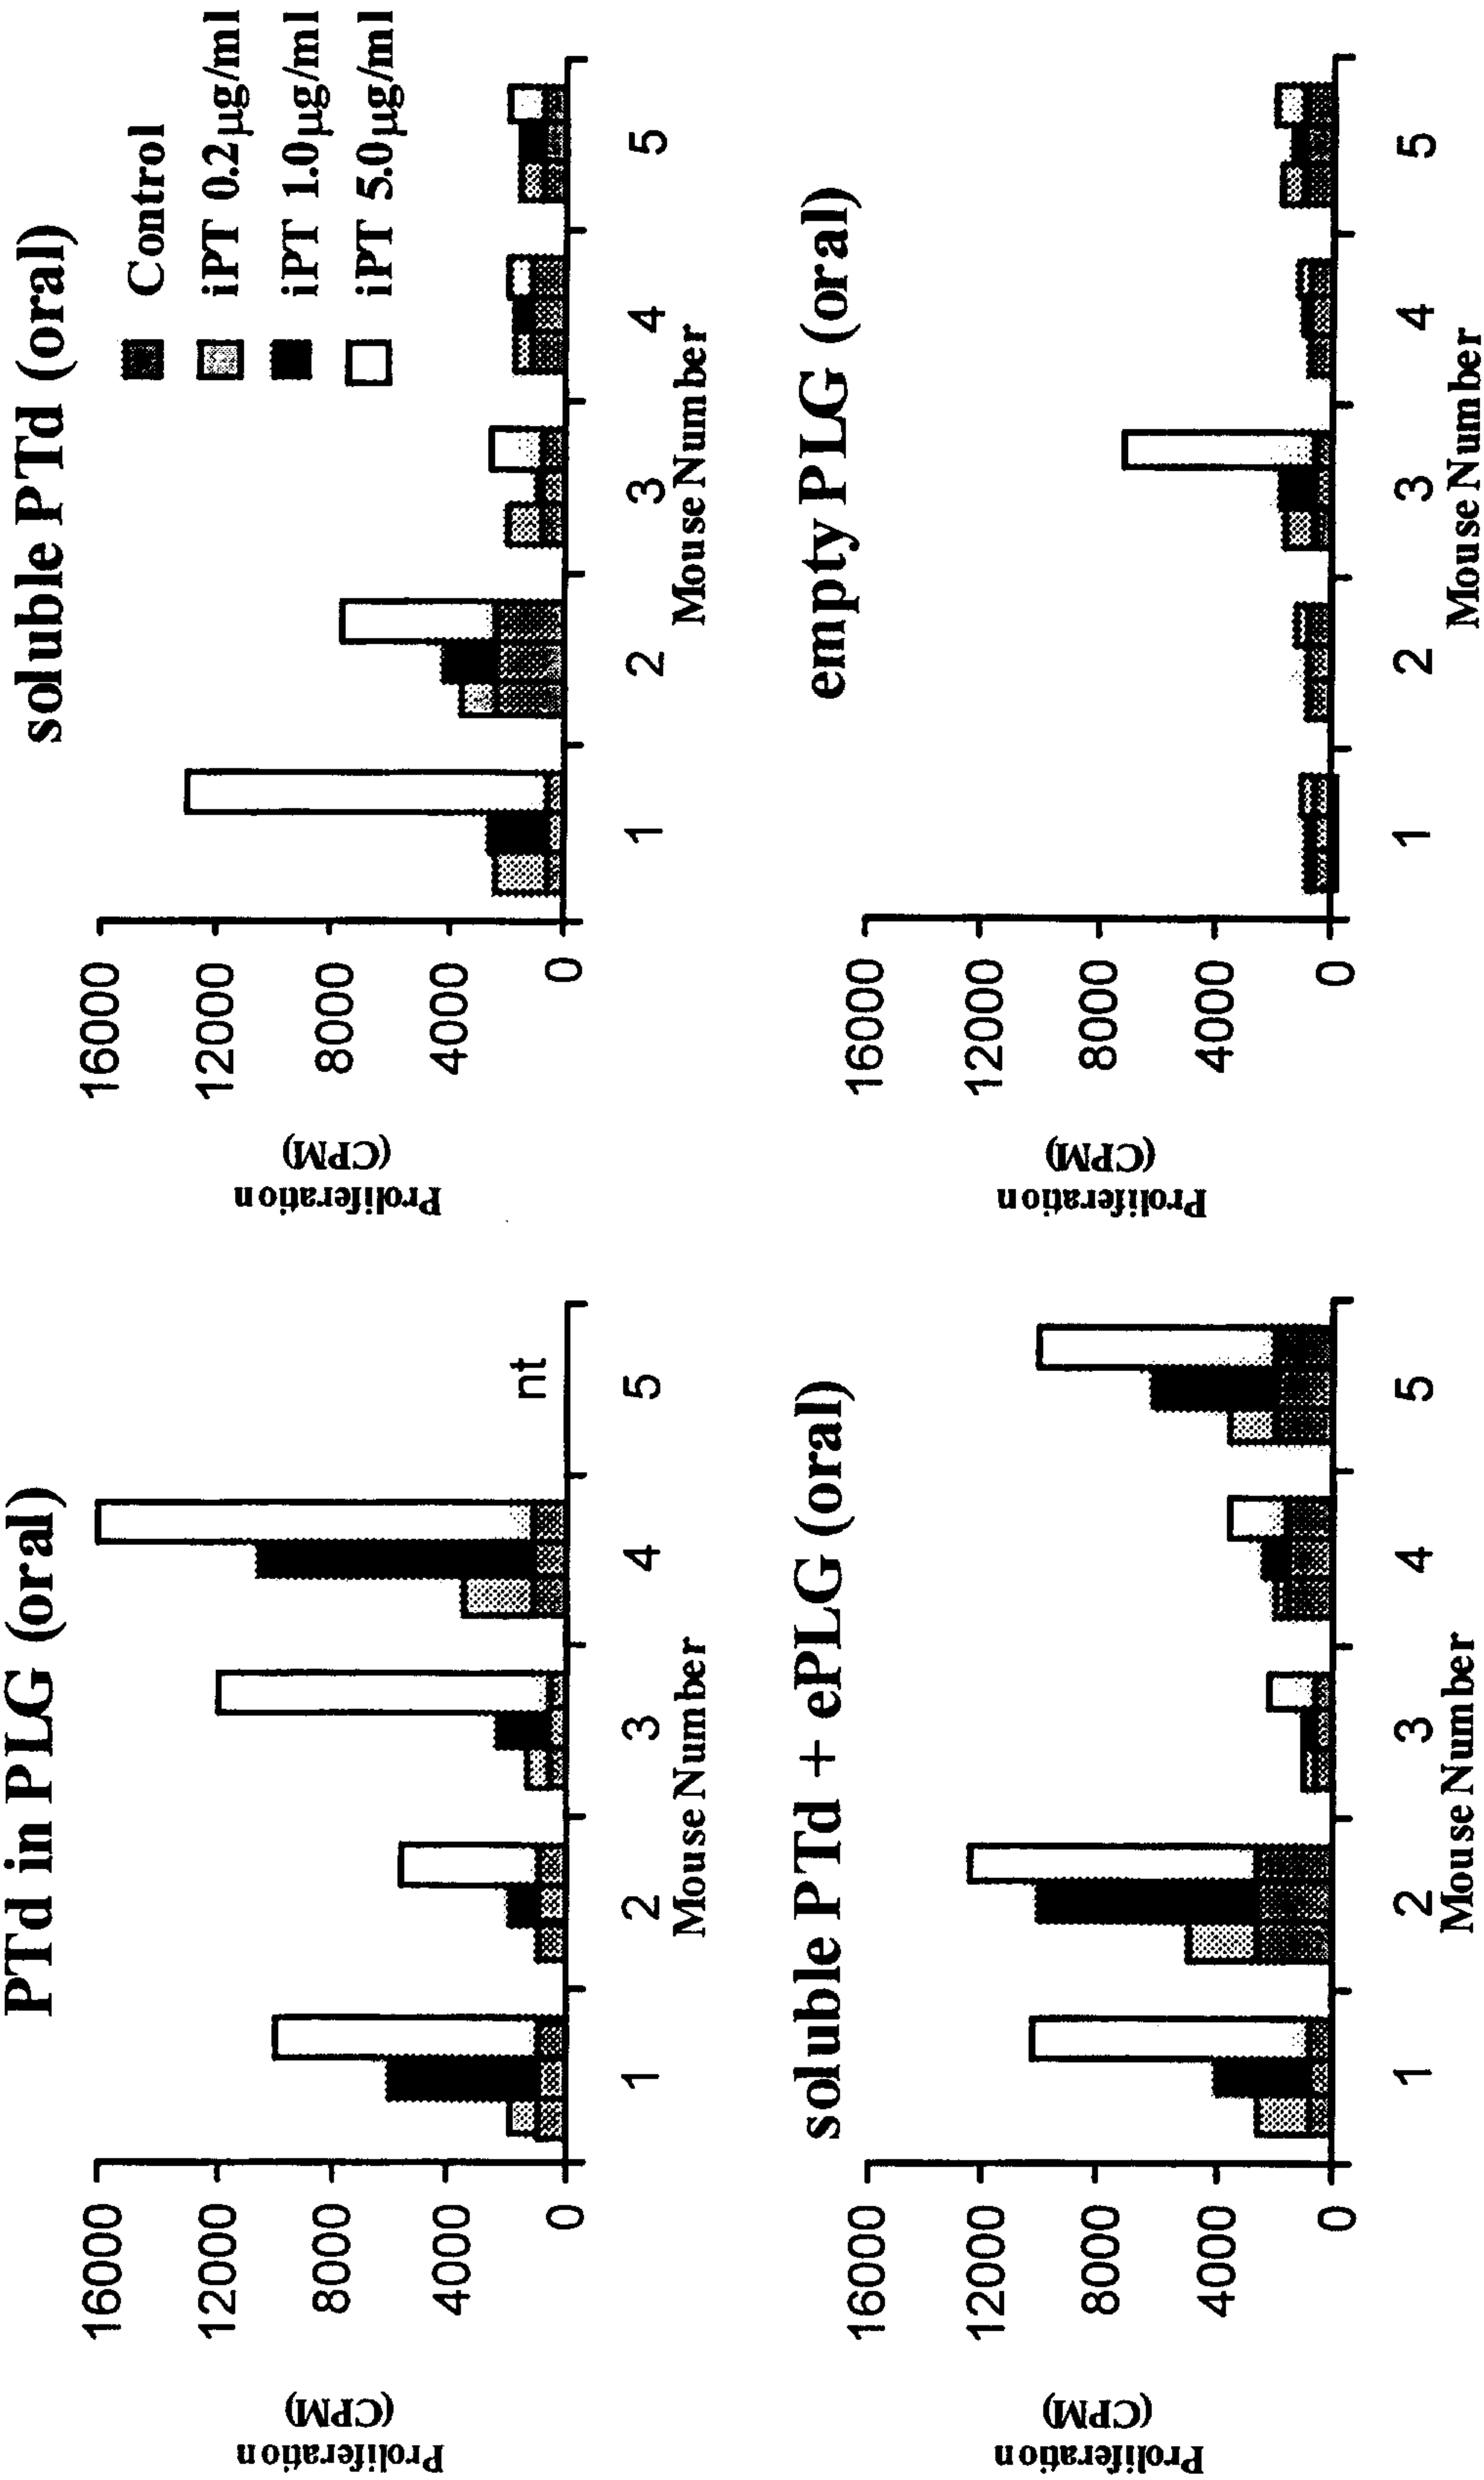 PTd in PLG (oral)
Proliferation
(CPM)
16000
12000
8000
4000
0
nt
1
2
3
4
5
Mouse Number
soluble PTd (oral)
Control
iPT 0.2µg/ml
iPT 1.0µg/ml
iPT 5.0µg/ml
Proliferation
(CPM)
16000
12000
8000
4000
0
1
2
3
4
5
Mouse Number
soluble PTd + ePLG (oral)
Proliferation
(CPM)
16000
12000
8000
4000
0
1
2
3
4
5
Mouse Number
empty PLG (oral)
Proliferation
(CPM)
16000
12000
8000
4000
0
1
2
3
4
5
Mouse Number